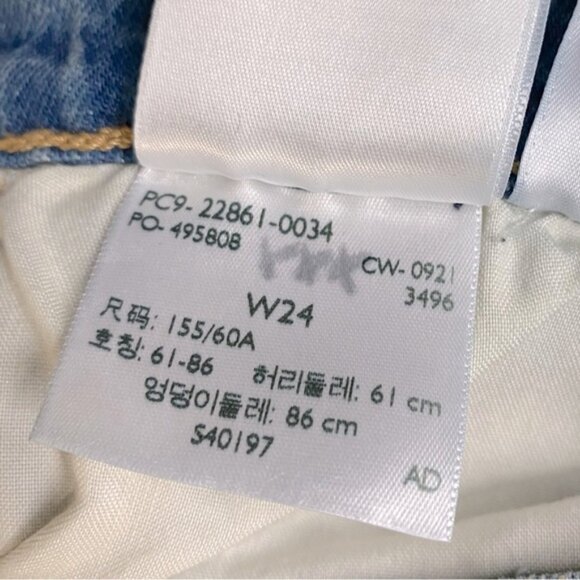 PC9-22861-0034
PO-495808
CW-0921
3496
W24
尺码: 155/60A
호칭: 61-86 허리둘레: 61 cm
엉덩이둘레: 86 cm
S40197
AD